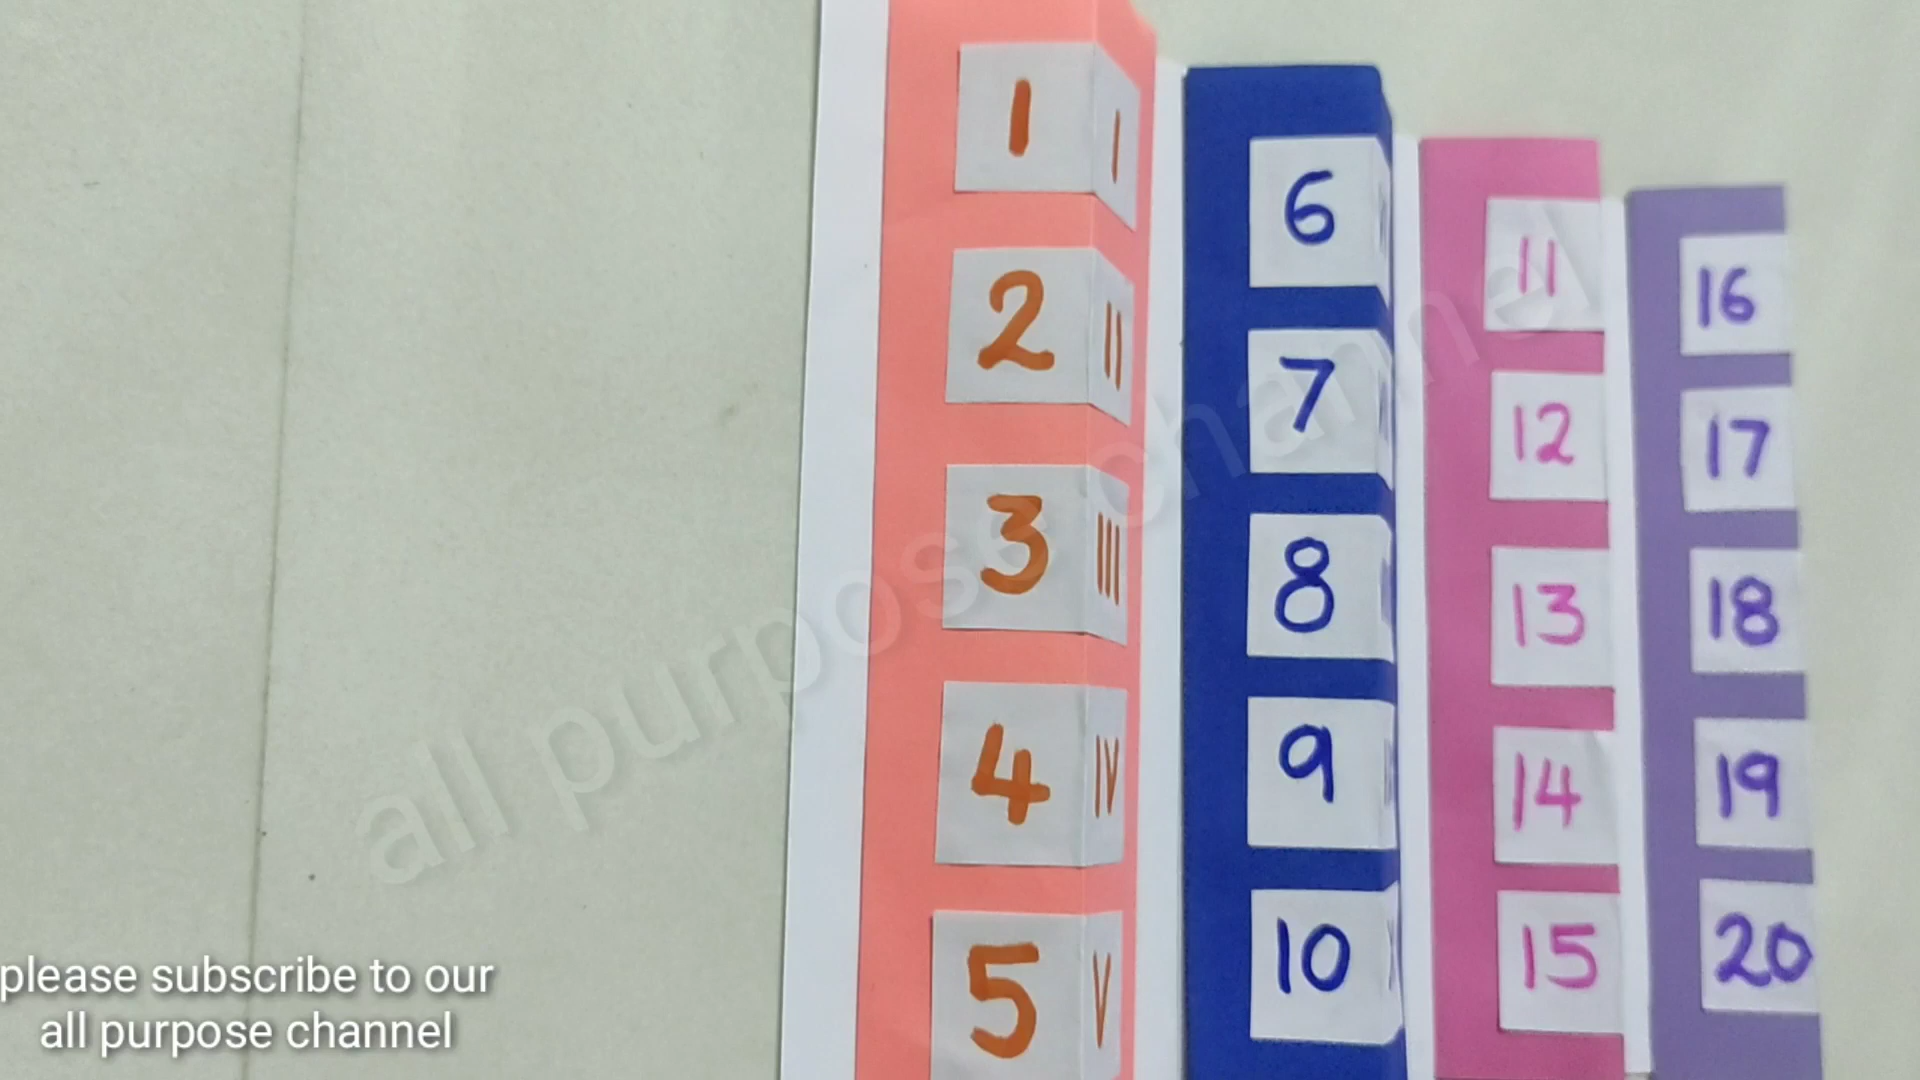 1 I
2 II
3 III
4 IV
5 V
6
7
8
9
10
11
12
13
14
15
16
17
18
19
20
all purpose channel
please subscribe to our
all purpose channel